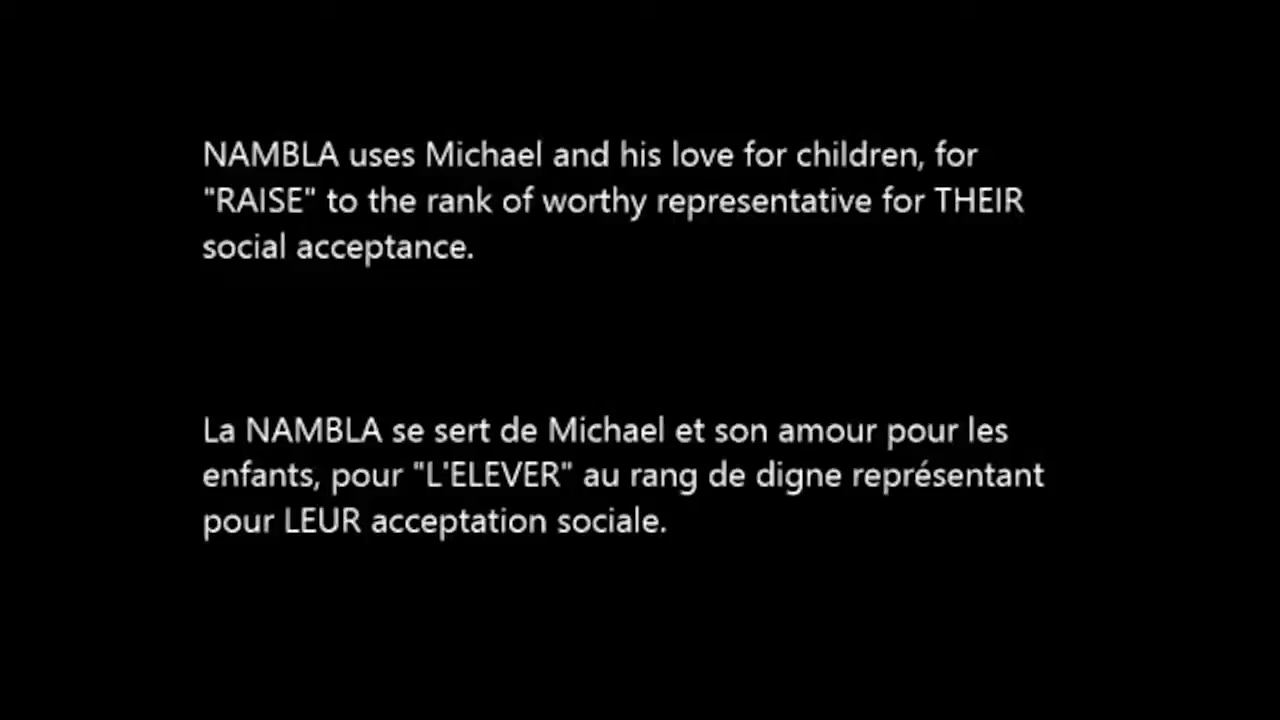 NAMBLA uses Michael and his love for children, for
"RAISE" to the rank of worthy representative for THEIR
social acceptance.
La NAMBLA se sert de Michael et son amour pour les
enfants, pour "L'ELEVER" au rang de digne représentant
pour LEUR acceptation sociale.